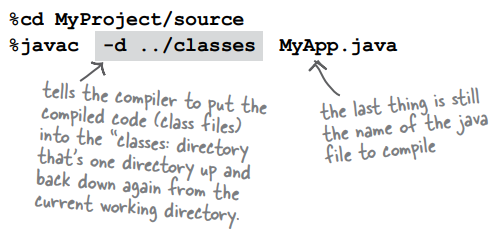 %cd MyProject/source
%javac -d ../classes MyApp.java
tells the compiler to put the
compiled code (class files)
into the "classes: directory
that's one directory up and
back down again from the
current working directory.
the last thing is still
the name of the java
file to compile